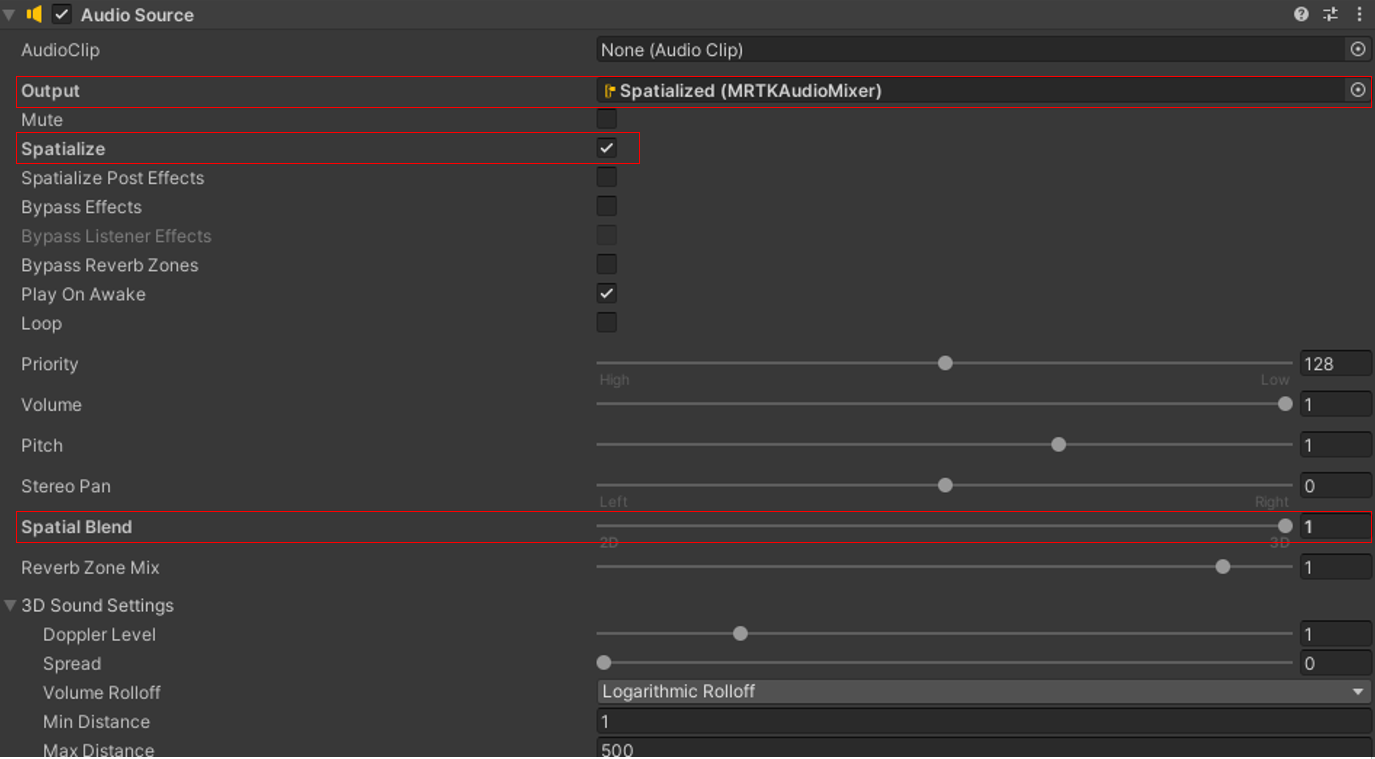 Audio Source
AudioClip None (Audio Clip)
Output Spatialized (MRTKAudioMixer)
Mute
Spatialize
Spatialize Post Effects
Bypass Effects
Bypass Listener Effects
Bypass Reverb Zones
Play On Awake
Loop
Priority 128
High Low
Volume 1
Pitch 1
Stereo Pan 0
Left Right
Spatial Blend 1
2D 3D
Reverb Zone Mix 1
3D Sound Settings
Doppler Level 1
Spread 0
Volume Rolloff Logarithmic Rolloff
Min Distance 1
Max Distance 500